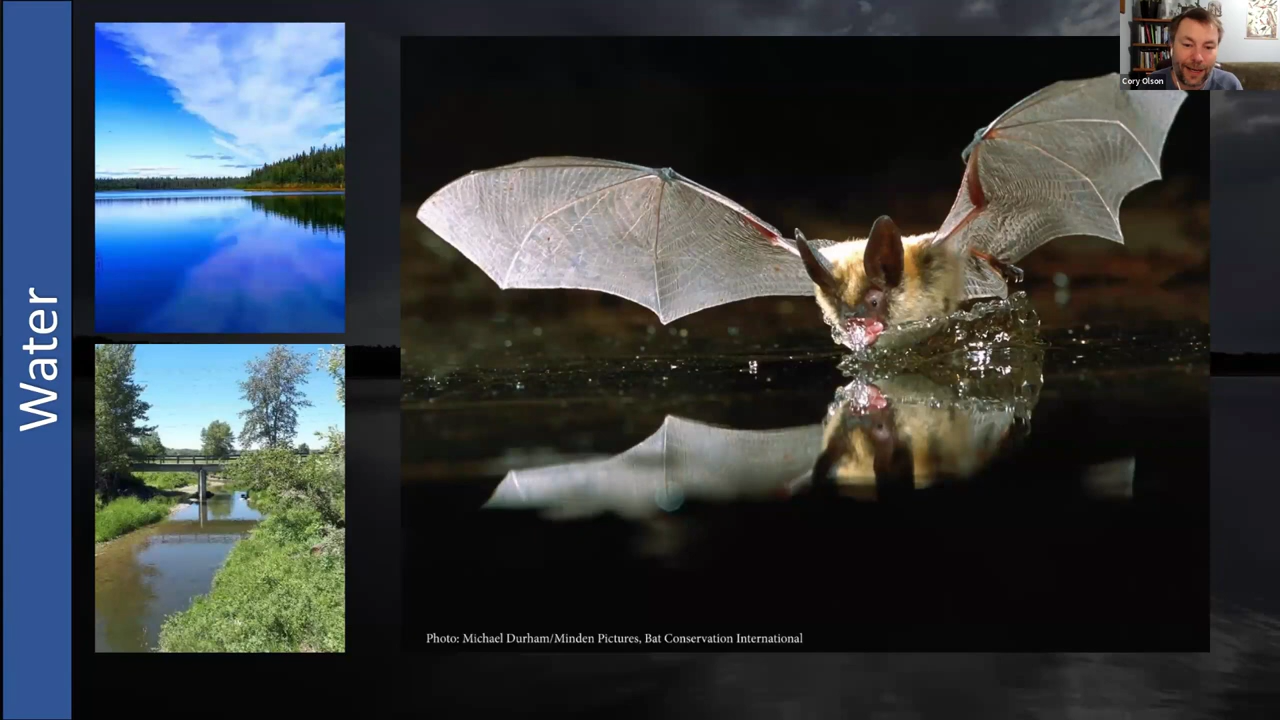 Water
Cory Olson
Photo: Michael Durham/Minden Pictures, Bat Conservation International